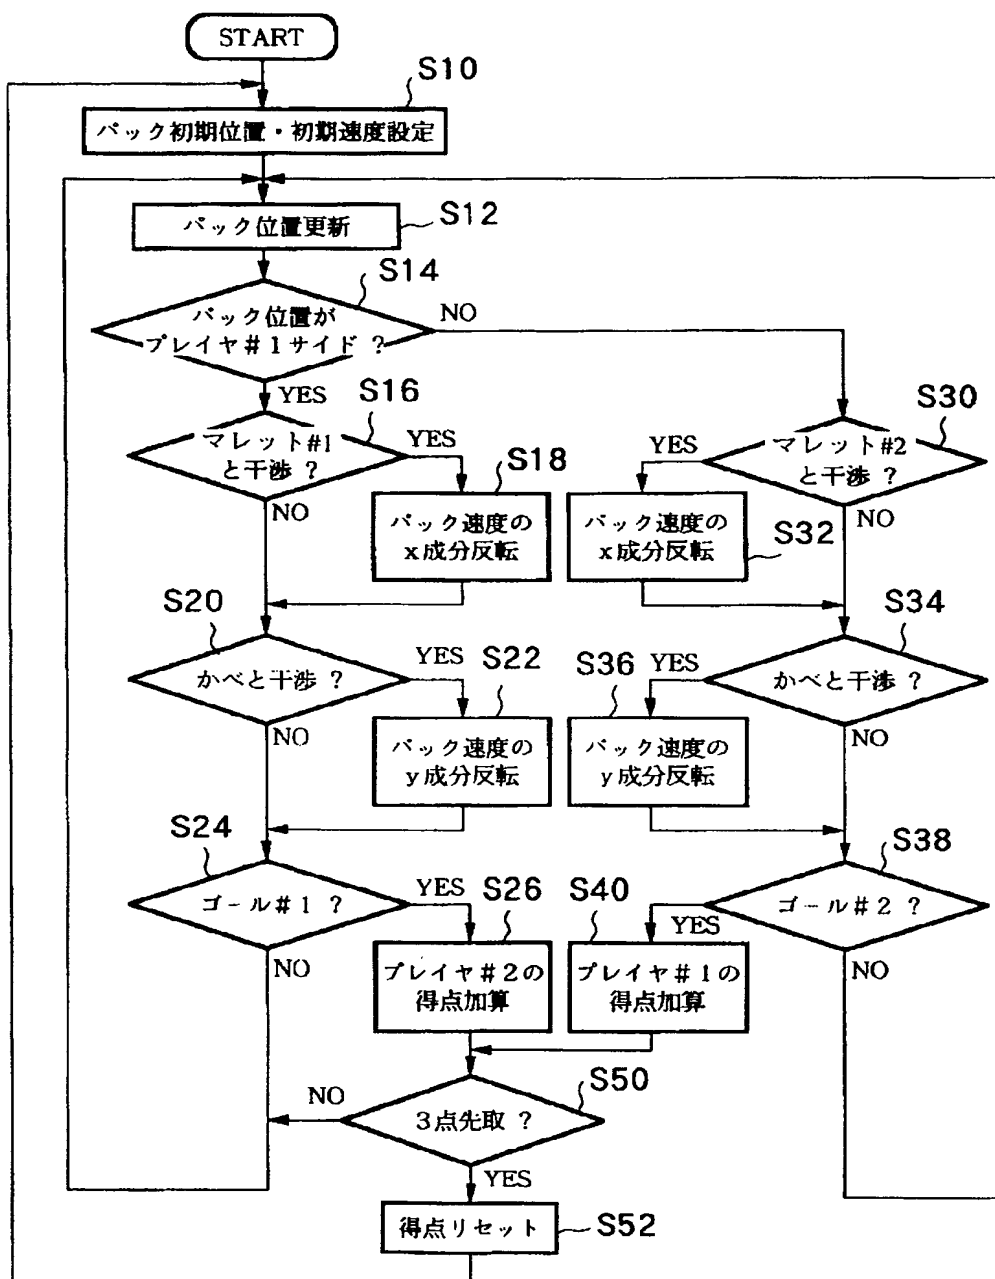 START
S10
パック初期位置・初期速度設定
パック位置更新
S12
S14
パック位置が
プレイヤ#1サイド?
NO
YES
S16
マレット#1
と干渉?
YES
NO
S18
パック速度の
x成分反転
S30
マレット#2
と干渉?
YES
NO
パック速度の
x成分反転
S32
S20
かべと干渉?
YES
NO
S22
パック速度の
y成分反転
S34
かべと干渉?
YES
NO
S36
パック速度の
y成分反転
S24
ゴール#1?
YES
NO
S26
プレイヤ#2の
得点加算
S38
ゴール#2?
YES
NO
S40
プレイヤ#1の
得点加算
S50
3点先取?
NO
YES
得点リセット
S52